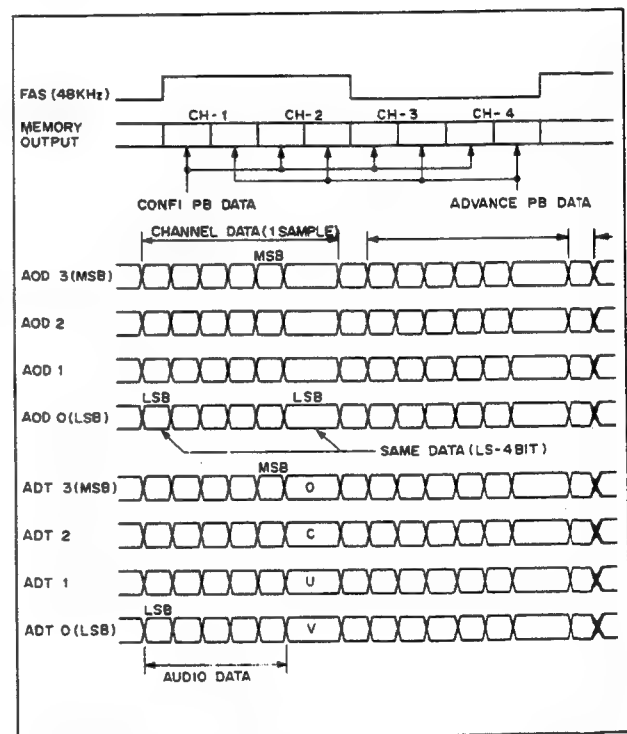 FAS (48KHz)
CH-1 CH-2 CH-3 CH-4
MEMORY
OUTPUT
CONFI PB DATA ADVANCE PB DATA
CHANNEL DATA (1 SAMPLE)
MSB
AOD 3 (MSB)
AOD 2
AOD 1
LSB LSB
AOD 0 (LSB)
SAME DATA (LS-4BIT)
MSB
ADT 3 (MSB) 0
ADT 2 C
ADT 1 U
LSB
ADT 0 (LSB) V
AUDIO DATA